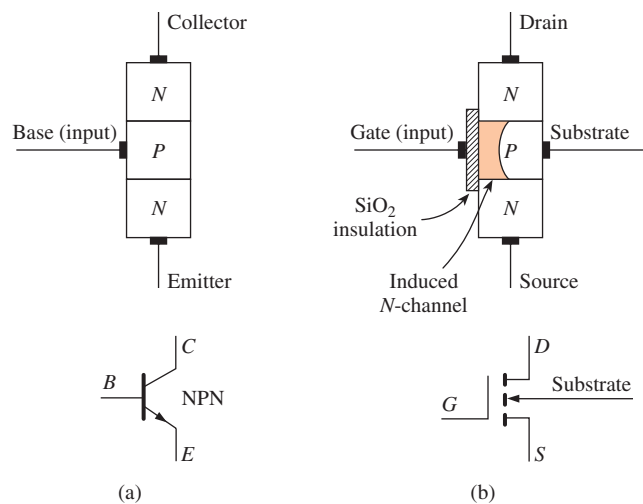 Collector
N
Base (input)
P
N
Emitter
C
B
NPN
E
(a)
Drain
N
Gate (input)
P
Substrate
SiO2
insulation
N
Induced
N-channel
Source
D
Substrate
G
S
(b)